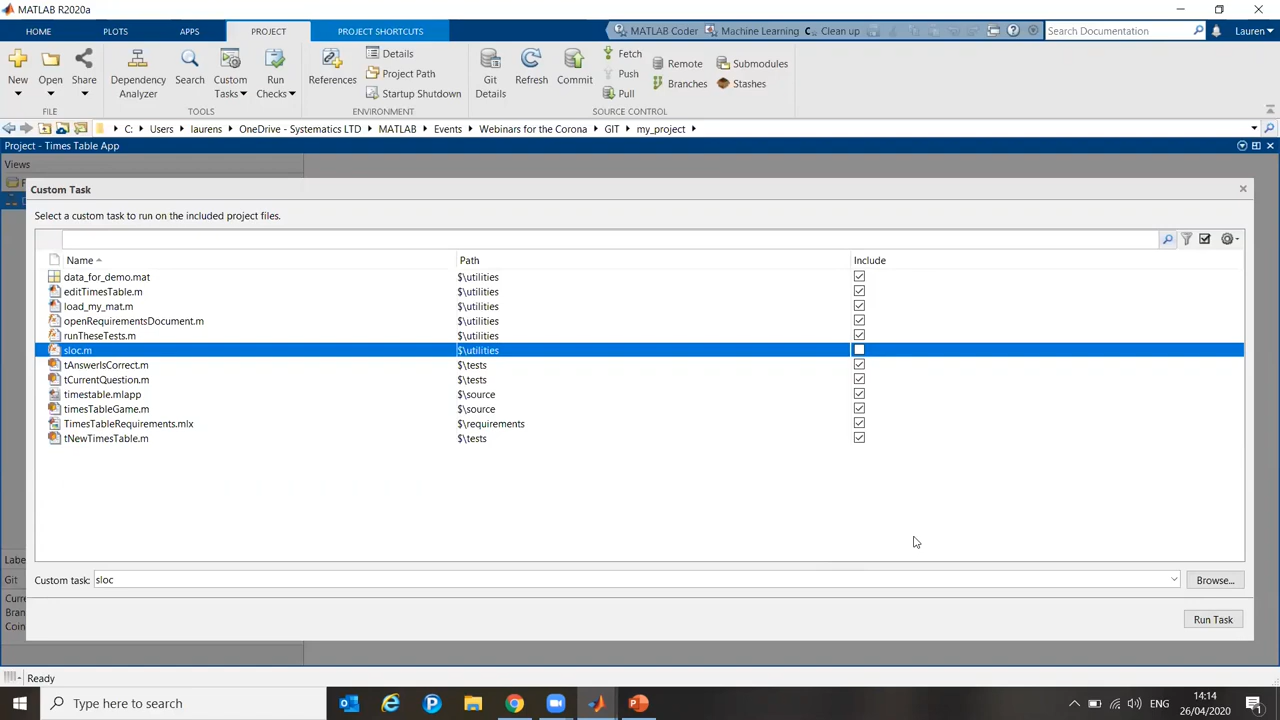 MATLAB R2020a
HOME PLOTS APPS PROJECT PROJECT SHORTCUTS MATLAB Coder Machine Learning Clean up Search Documentation Lauren
New Open Share Dependency Analyzer Search Custom Tasks Run Checks References Details Project Path Startup Shutdown Git Details Refresh Commit Fetch Push Pull Remote Branches Submodules Stashes
FILE TOOLS ENVIRONMENT SOURCE CONTROL
C: Users laurens OneDrive - Systematics LTD MATLAB Events Webinars for the Corona GIT my_project
Project - Times Table App
Views
Custom Task
Select a custom task to run on the included project files.
Name Path Include
data_for_demo.mat $\utilities
editTimesTable.m $\utilities
load_my_mat.m $\utilities
openRequirementsDocument.m $\utilities
runTheseTests.m $\utilities
sloc.m $\utilities
tAnswerIsCorrect.m $\tests
tCurrentQuestion.m $\tests
timestable.mlapp $\source
timesTableGame.m $\source
TimesTableRequirements.mlx $\requirements
tNewTimesTable.m $\tests
Labe
Git
Custom task: sloc Browse...
Curre
Bran
Coin
Run Task
Ready
Type here to search ENG 14:14
26/04/2020